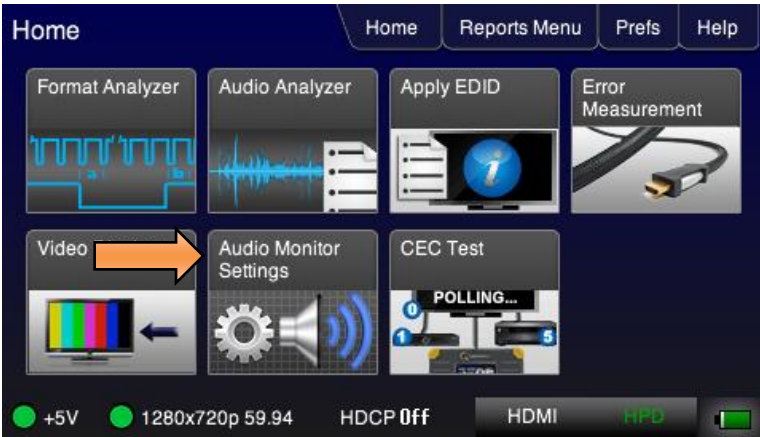 Home
Home
Reports Menu
Prefs
Help
Format Analyzer
Audio Analyzer
Apply EDID
Error
Measurement
a
b
i
Video
Audio Monitor
Settings
CEC Test
POLLING...
0
1
5
+5V
1280x720p 59.94
HDCP Off
HDMI
HPD